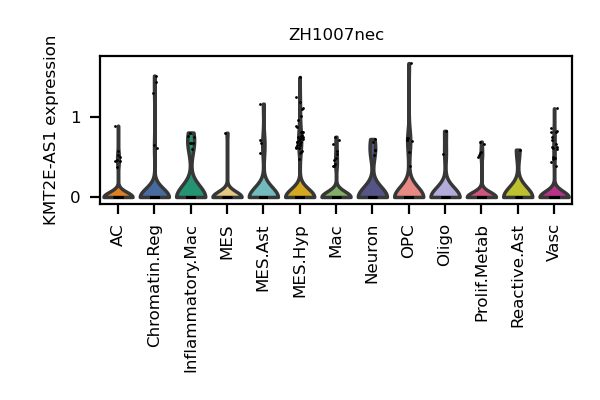 ZH1007nec
KMT2E-AS1 expression
1
0
AC
Chromatin.Reg
Inflammatory.Mac
MES
MES.Ast
MES.Hyp
Mac
Neuron
OPC
Oligo
Prolif.Metab
Reactive.Ast
Vasc